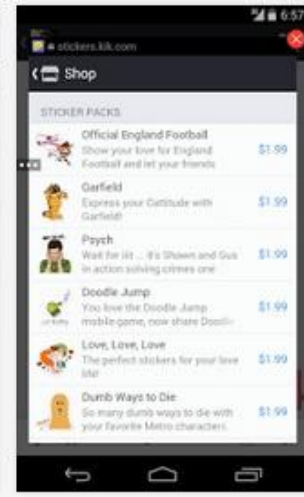 6:57
stickers.kik.com
Shop
STICKER PACKS
Official England Football
Show your love for England
Football and let your friends
$1.99
Garfield
Express your Cattitude with
Garfield!
$1.99
Psych
Wait for iiit ... it's Shawn and Gus
in action solving crimes one
$1.99
Doodle Jump
You love the Doodle Jump
mobile game, now share Doodle
$1.99
Love, Love, Love
The perfect stickers for your love
life!
$1.99
Dumb Ways to Die
So many dumb ways to die with
your favorite Metro characters.
$1.99